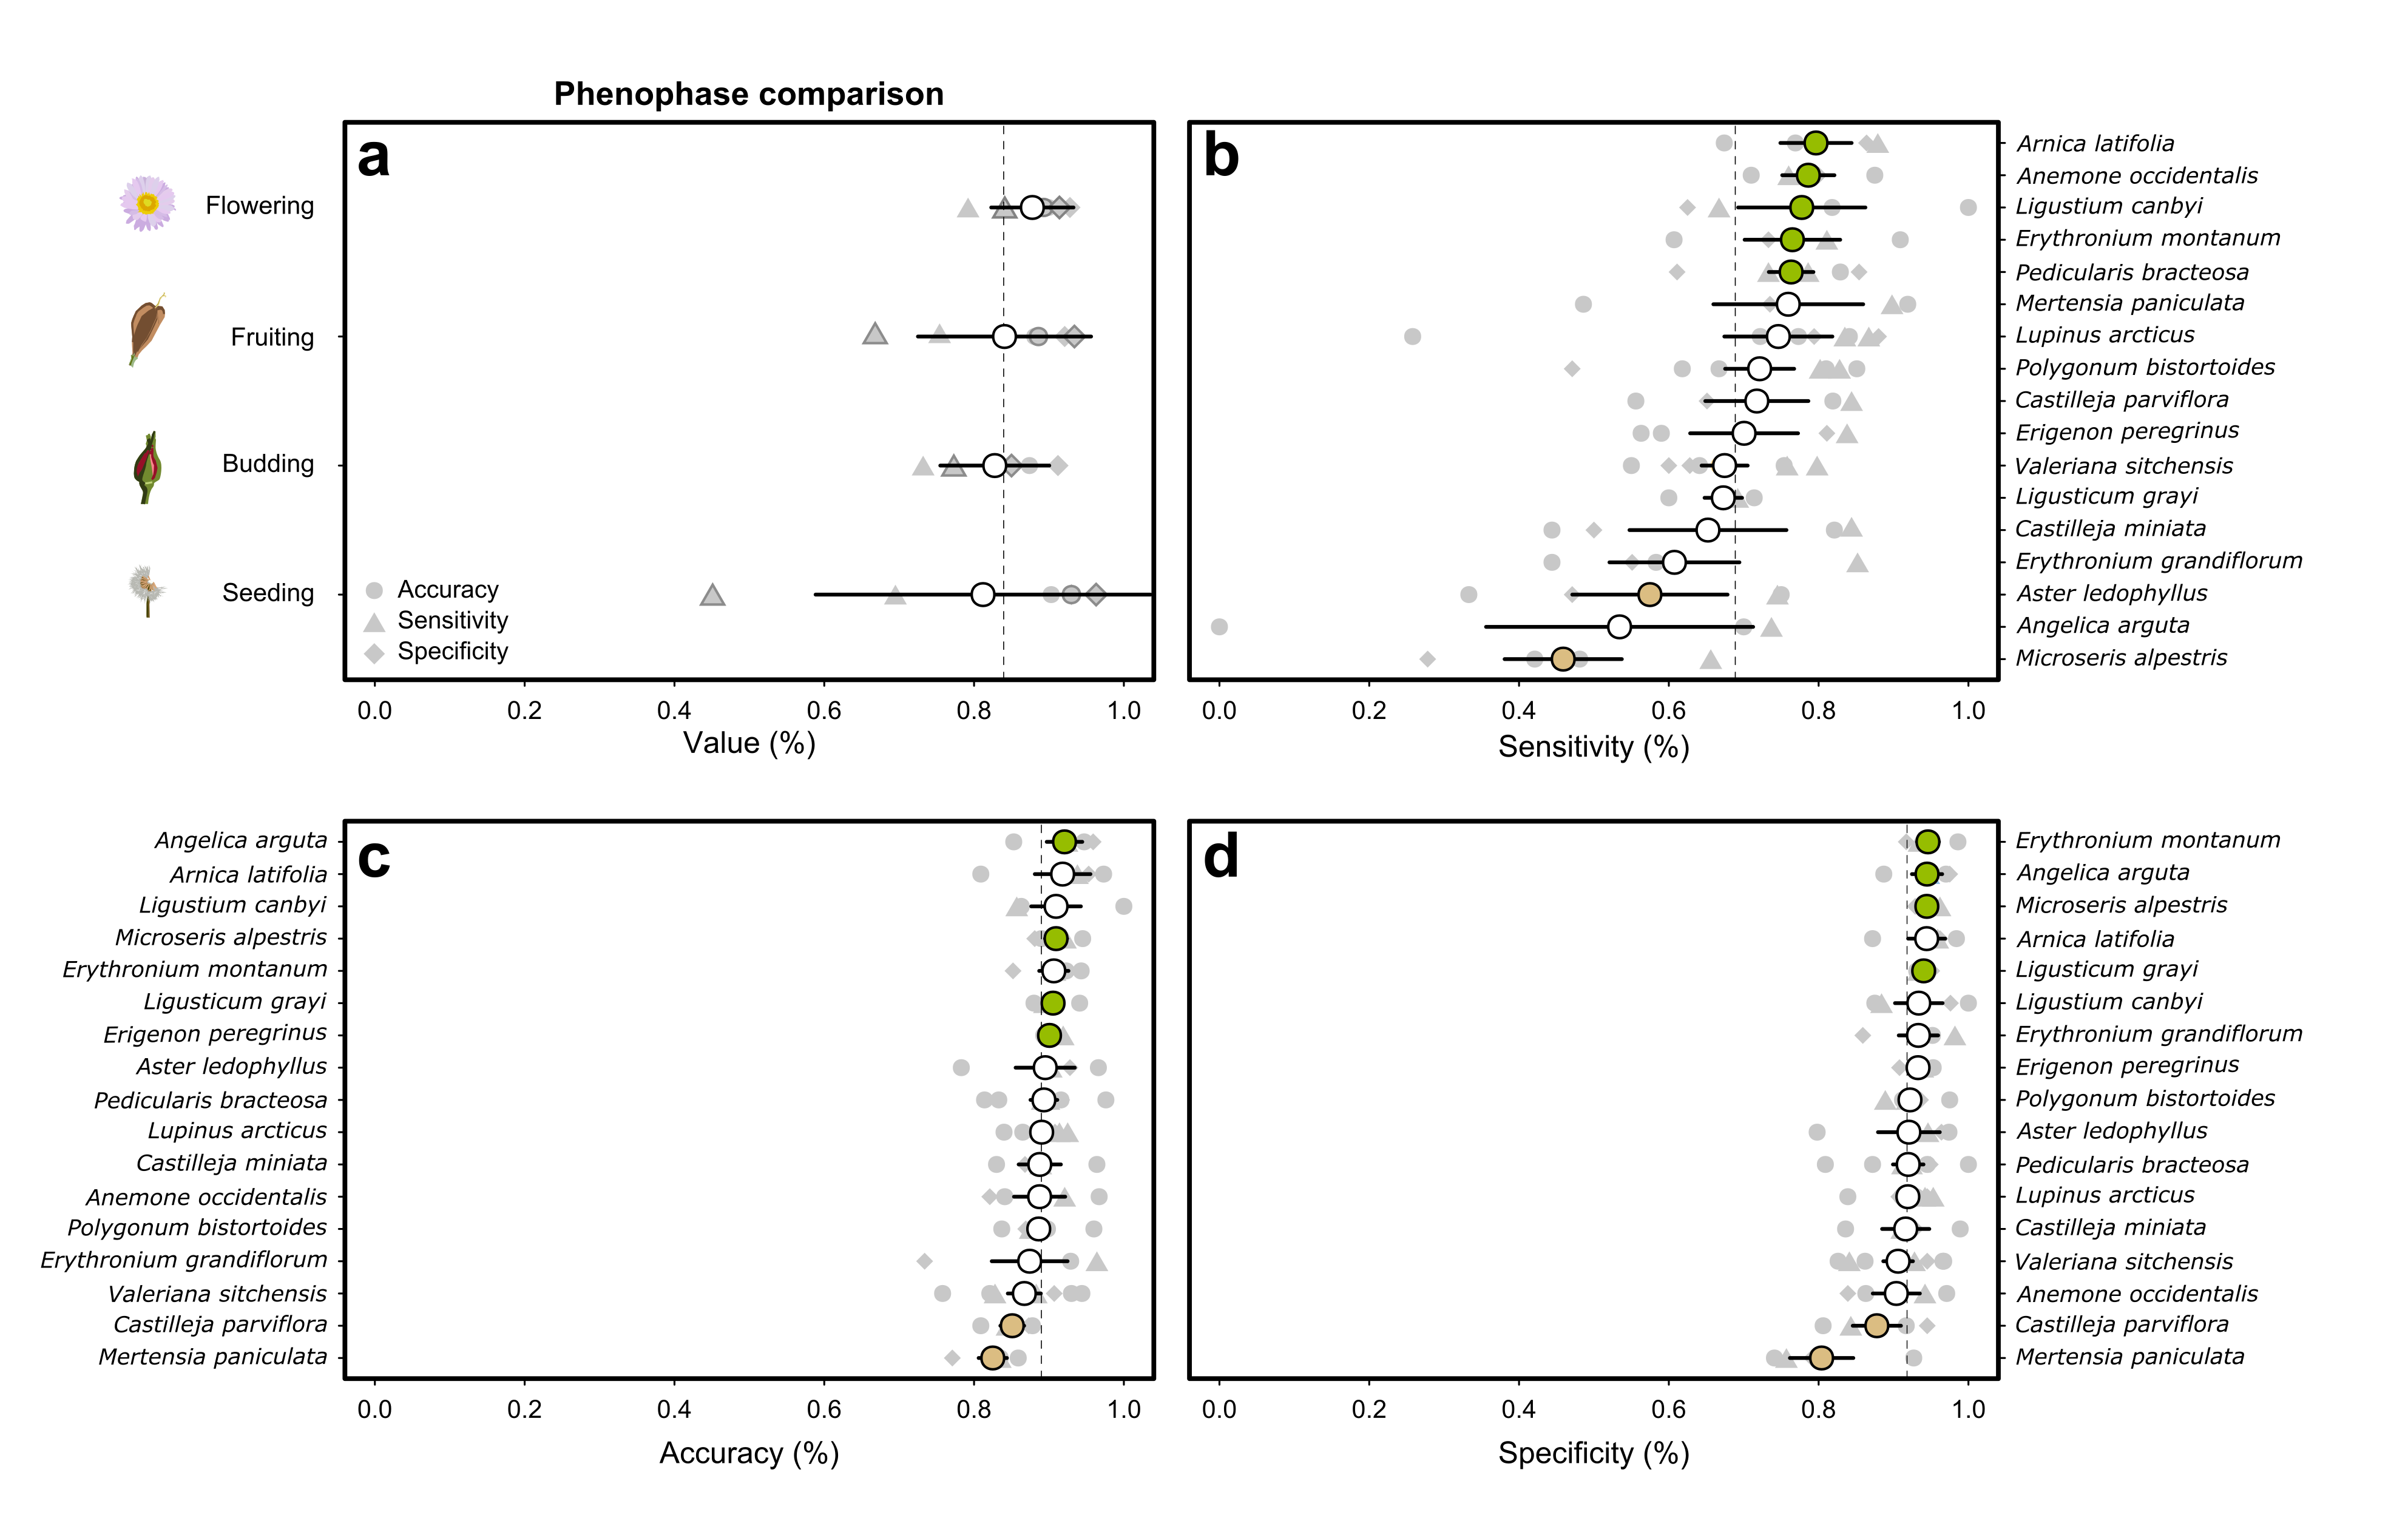 Phenophase comparison
a
Flowering
Fruiting
Budding
Seeding
Accuracy
Sensitivity
Specificity
0.0 0.2 0.4 0.6 0.8 1.0
Value (%)
b
Arnica latifolia
Anemone occidentalis
Ligustium canbyi
Erythronium montanum
Pedicularis bracteosa
Mertensia paniculata
Lupinus arcticus
Polygonum bistortoides
Castilleja parviflora
Erigenon peregrinus
Valeriana sitchensis
Ligusticum grayi
Castilleja miniata
Erythronium grandiflorum
Aster ledophyllus
Angelica arguta
Microseris alpestris
0.0 0.2 0.4 0.6 0.8 1.0
Sensitivity (%)
c
Angelica arguta
Arnica latifolia
Ligustium canbyi
Microseris alpestris
Erythronium montanum
Ligusticum grayi
Erigenon peregrinus
Aster ledophyllus
Pedicularis bracteosa
Lupinus arcticus
Castilleja miniata
Anemone occidentalis
Polygonum bistortoides
Erythronium grandiflorum
Valeriana sitchensis
Castilleja parviflora
Mertensia paniculata
0.0 0.2 0.4 0.6 0.8 1.0
Accuracy (%)
d
Erythronium montanum
Angelica arguta
Microseris alpestris
Arnica latifolia
Ligusticum grayi
Ligustium canbyi
Erythronium grandiflorum
Erigenon peregrinus
Polygonum bistortoides
Aster ledophyllus
Pedicularis bracteosa
Lupinus arcticus
Castilleja miniata
Valeriana sitchensis
Anemone occidentalis
Castilleja parviflora
Mertensia paniculata
0.0 0.2 0.4 0.6 0.8 1.0
Specificity (%)